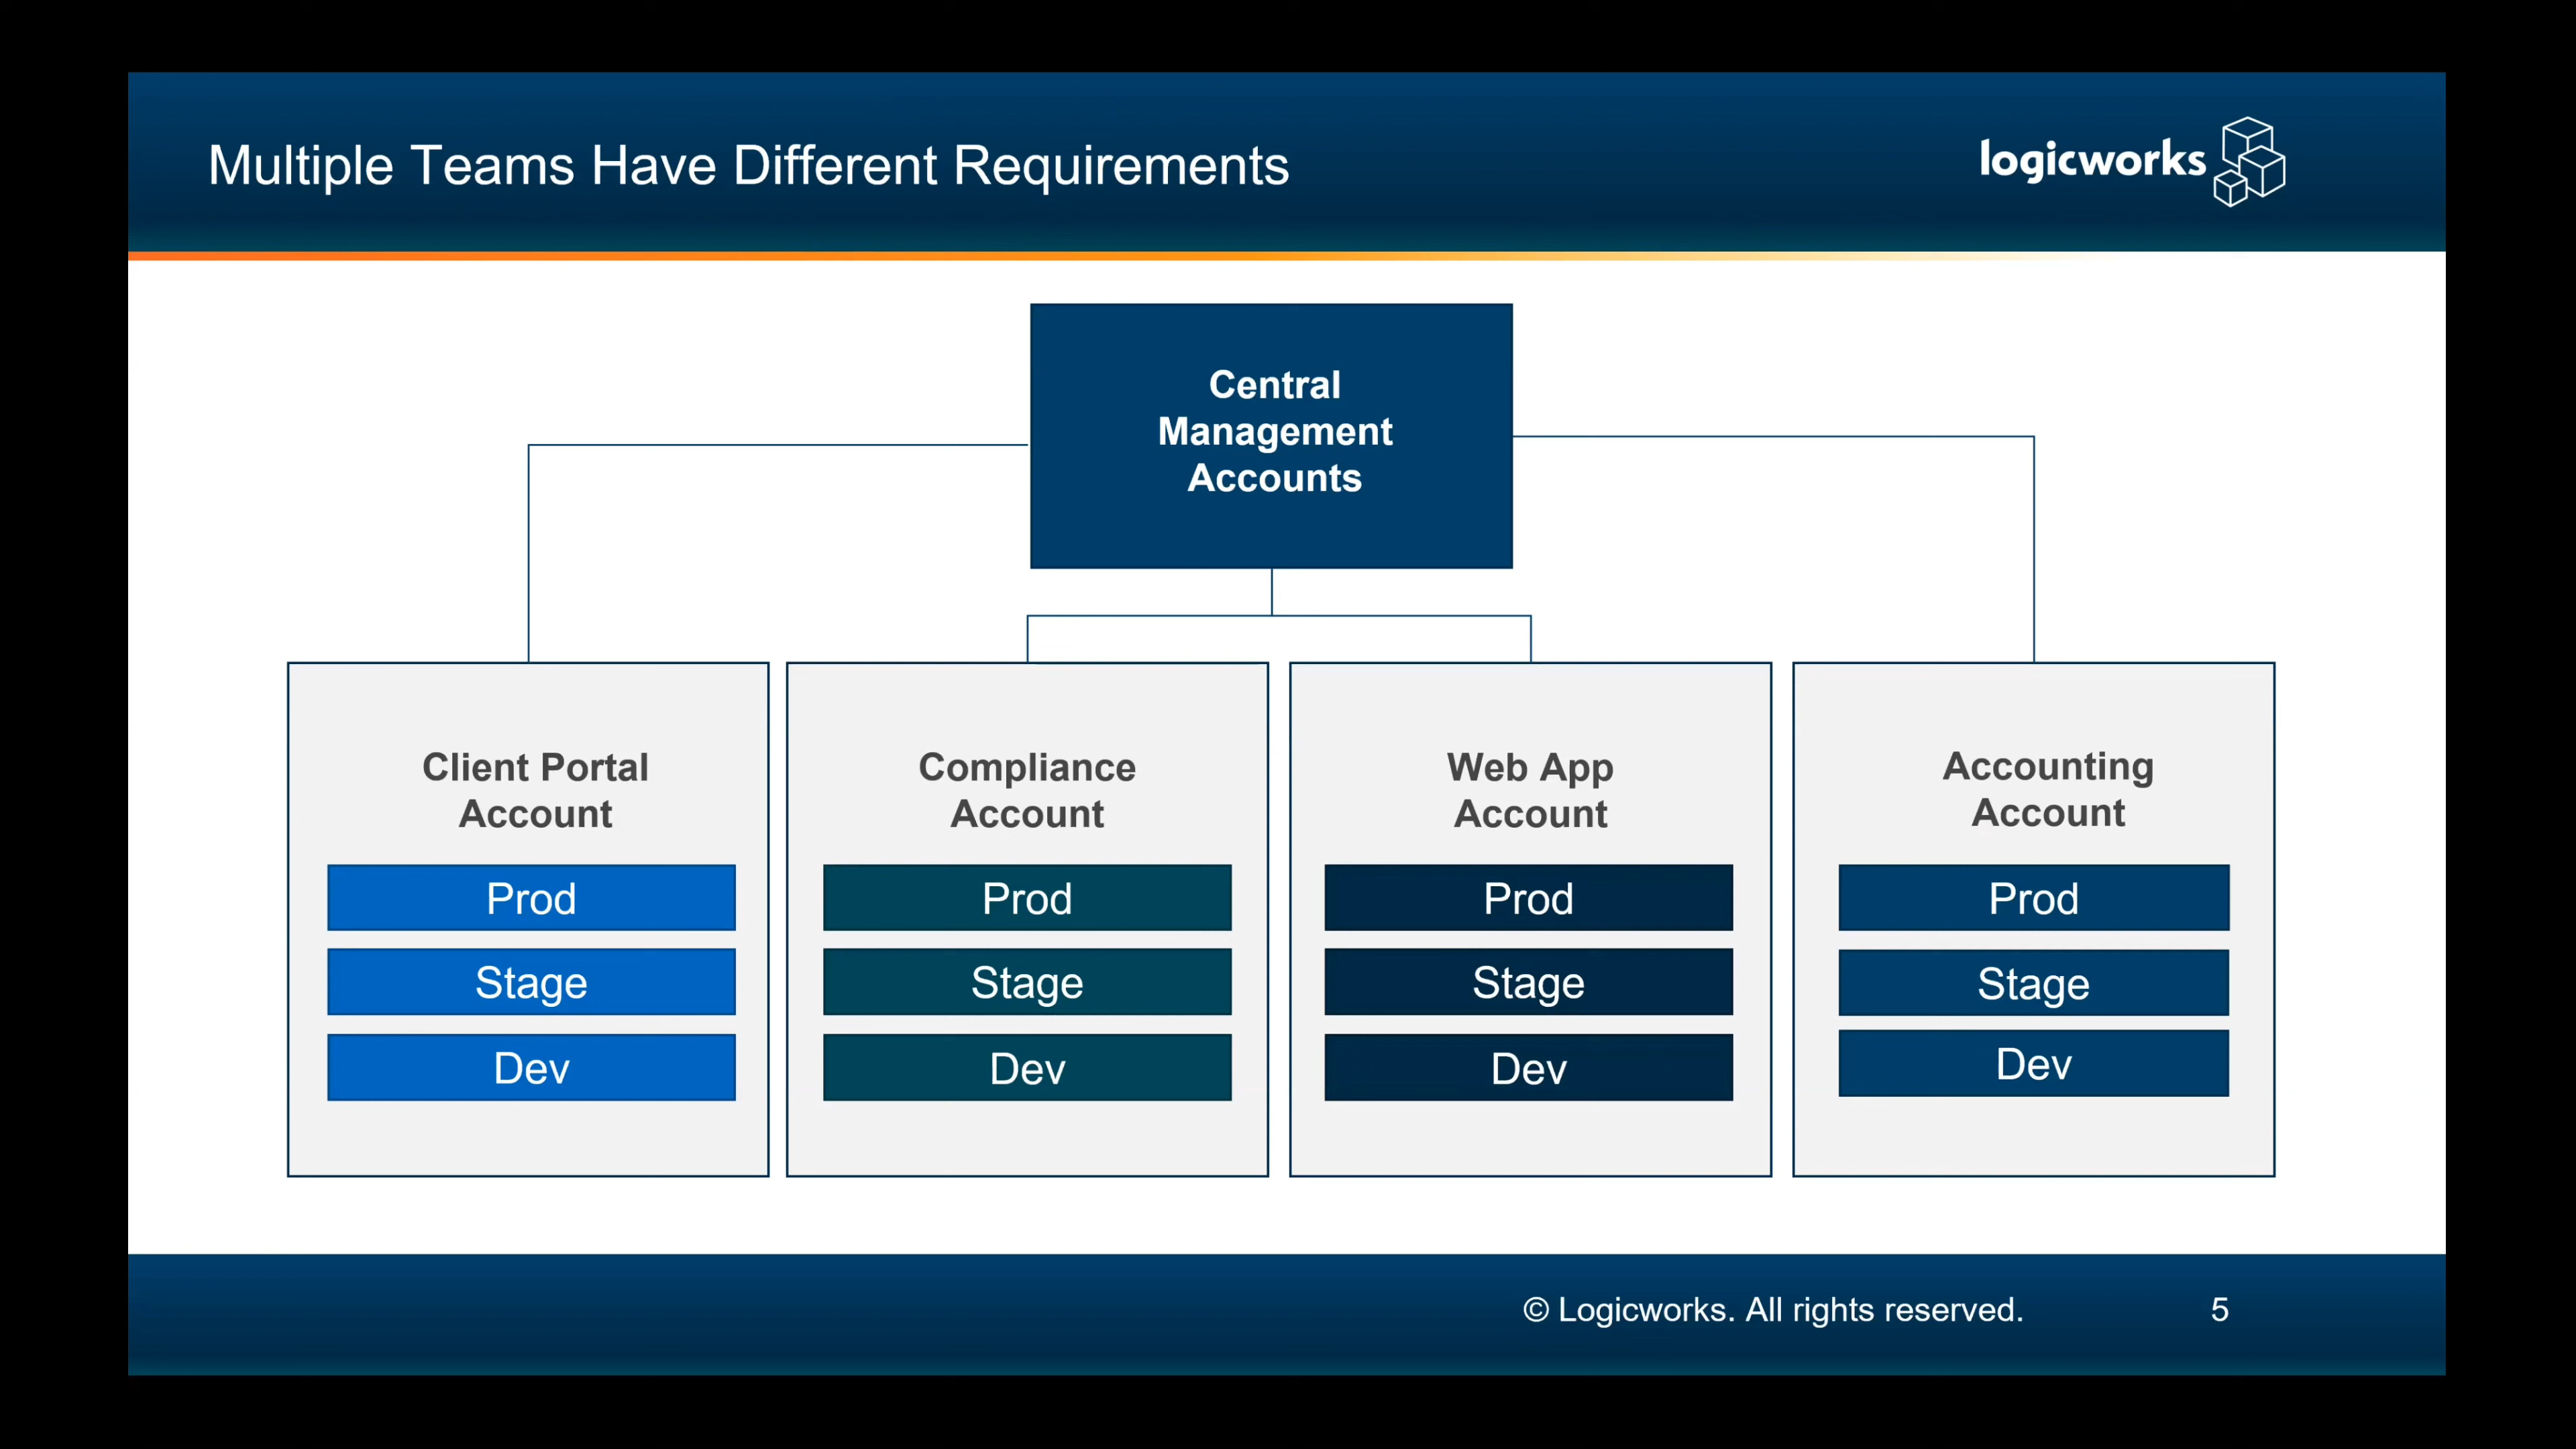 Multiple Teams Have Different Requirements
logicworks
Central
Management
Accounts
Client Portal
Account
Prod
Stage
Dev
Compliance
Account
Prod
Stage
Dev
Web App
Account
Prod
Stage
Dev
Accounting
Account
Prod
Stage
Dev
© Logicworks. All rights reserved.
5